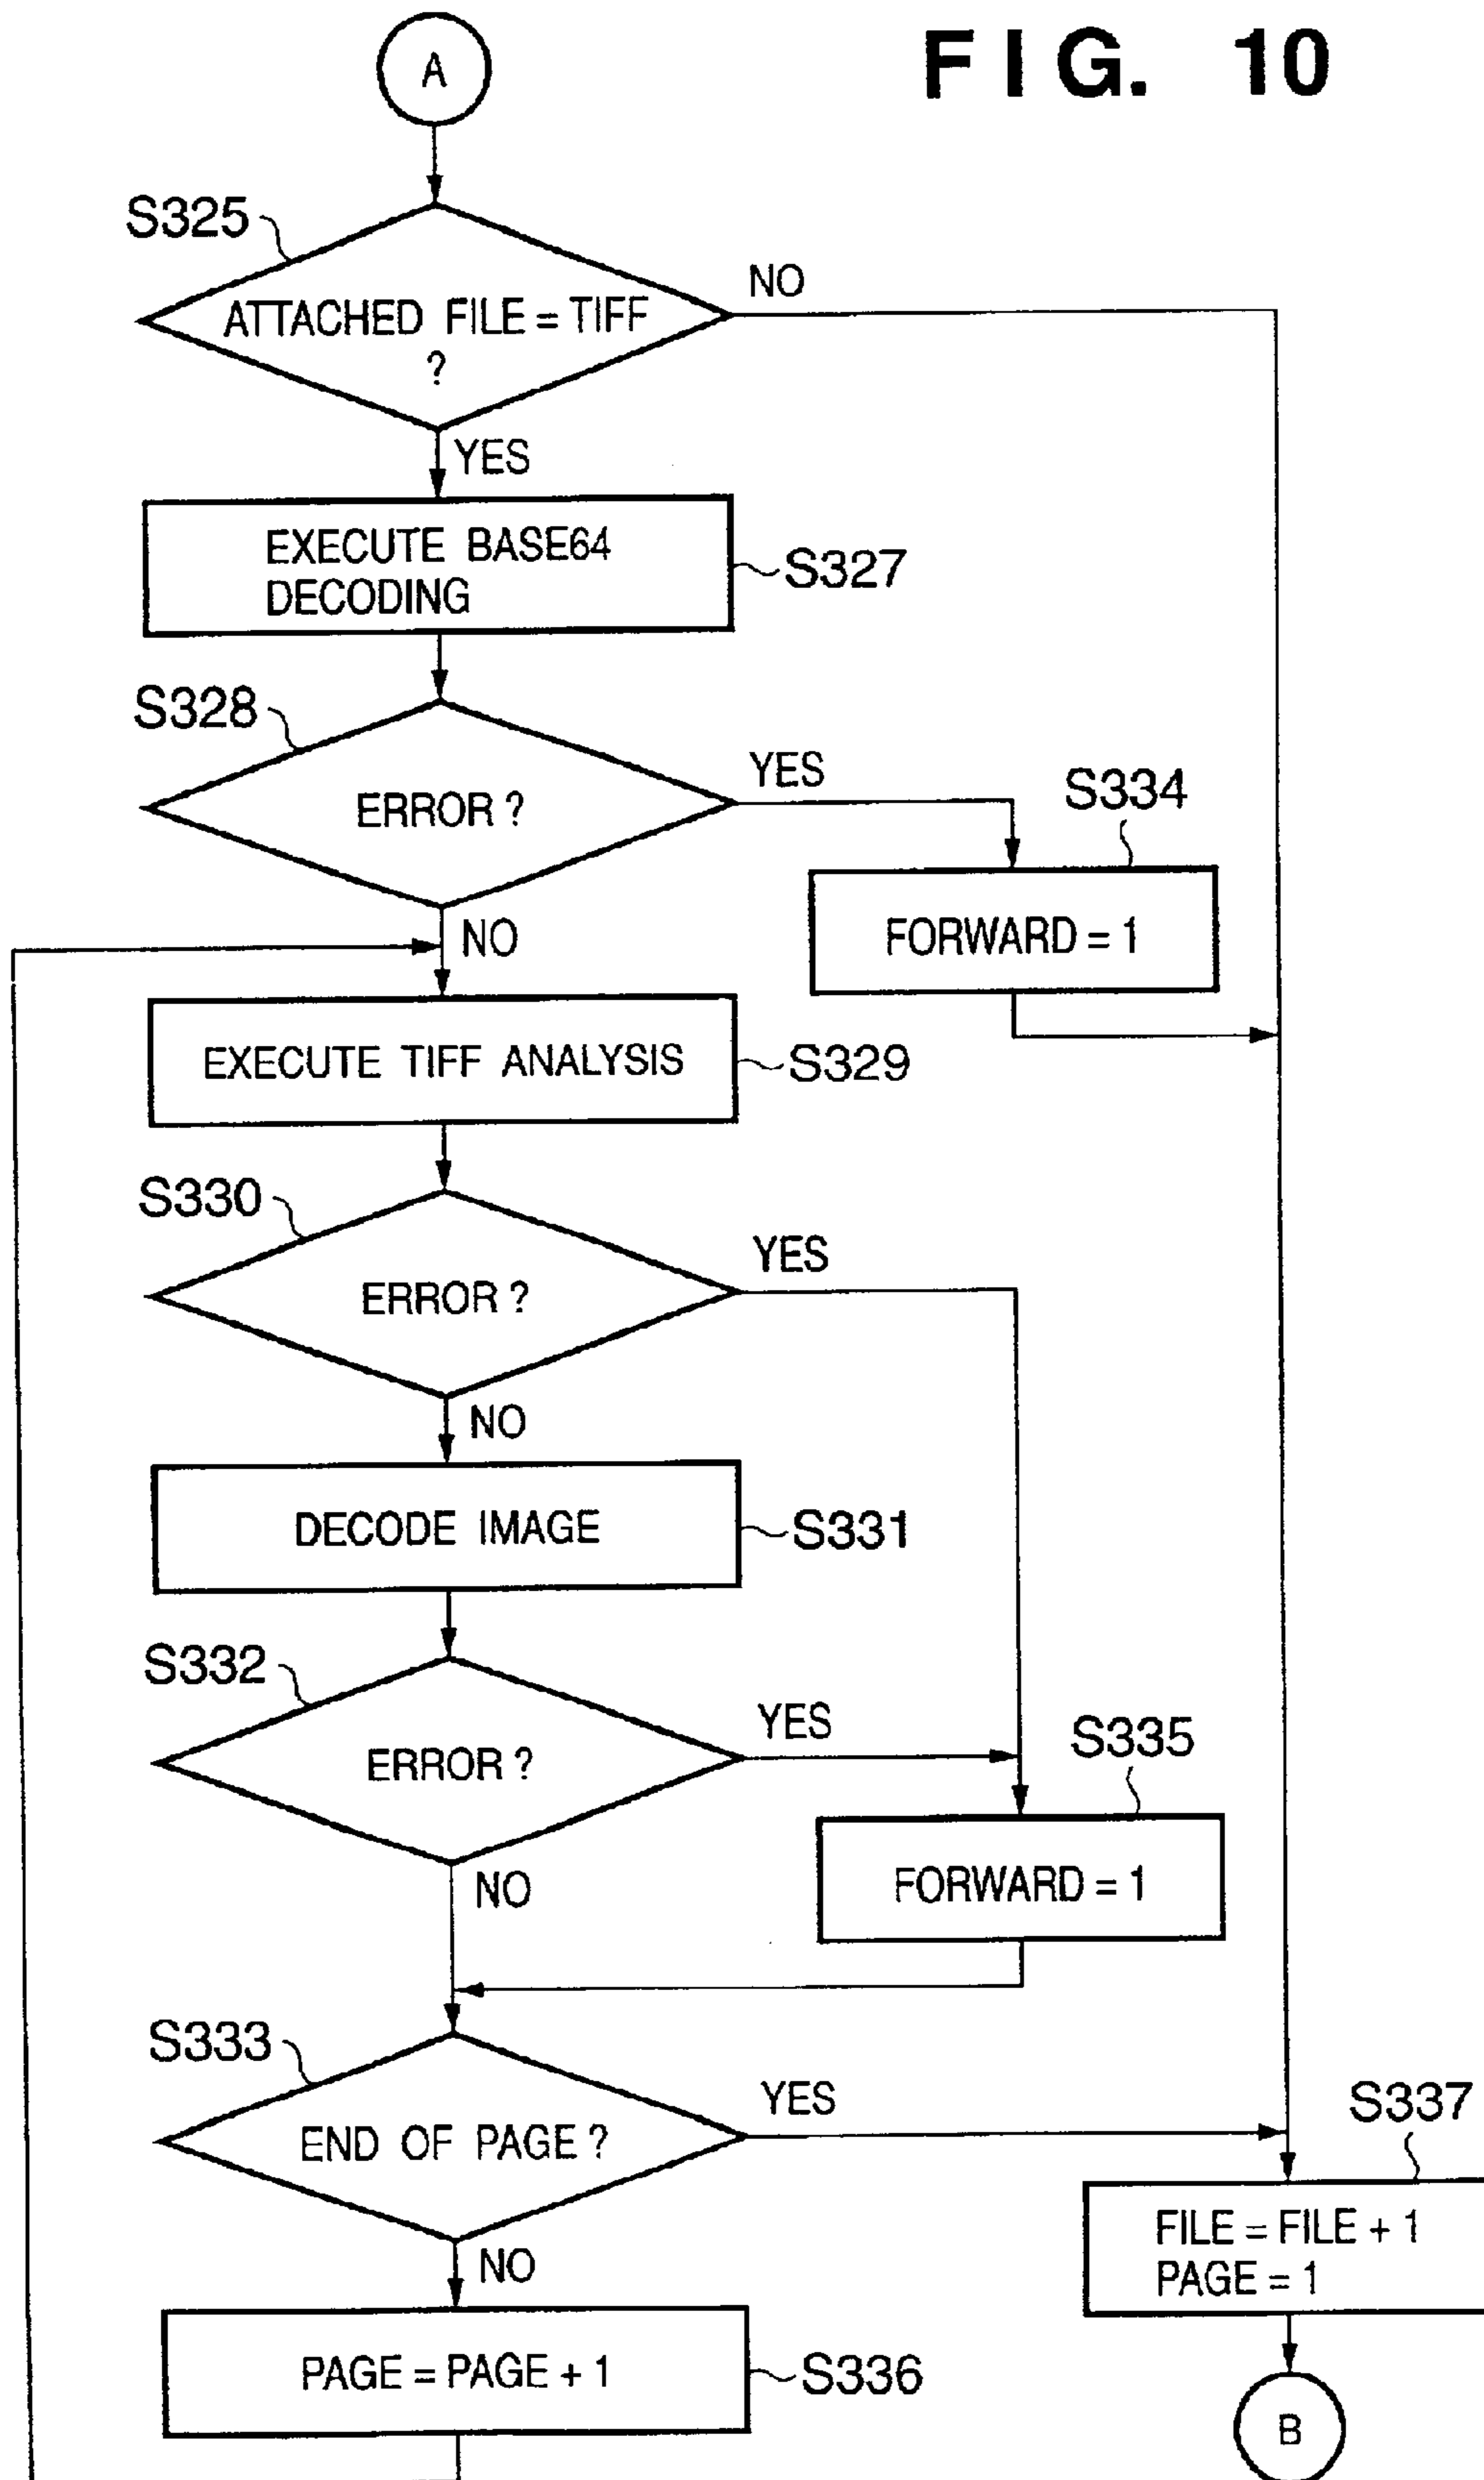 FIG. 10
A
S325
ATTACHED FILE = TIFF
?
NO
YES
EXECUTE BASE64
DECODING
S327
S328
ERROR ?
YES
S334
FORWARD = 1
NO
EXECUTE TIFF ANALYSIS
S329
S330
ERROR ?
YES
NO
DECODE IMAGE
S331
S332
ERROR ?
YES
S335
FORWARD = 1
NO
S333
END OF PAGE ?
YES
S337
FILE = FILE + 1
PAGE = 1
NO
PAGE = PAGE + 1
S336
B